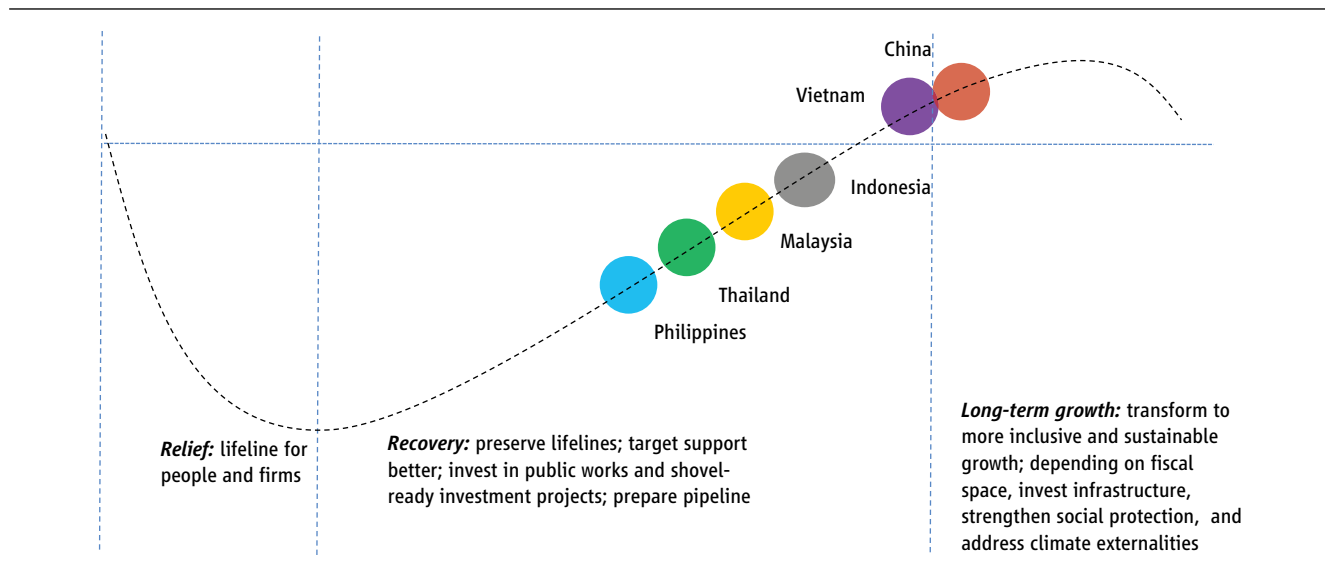 China
Vietnam
Indonesia
Malaysia
Thailand
Philippines
Relief: lifeline for
people and firms
Recovery: preserve lifelines; target support
better; invest in public works and shovel-
ready investment projects; prepare pipeline
Long-term growth: transform to
more inclusive and sustainable
growth; depending on fiscal
space, invest infrastructure,
strengthen social protection, and
address climate externalities